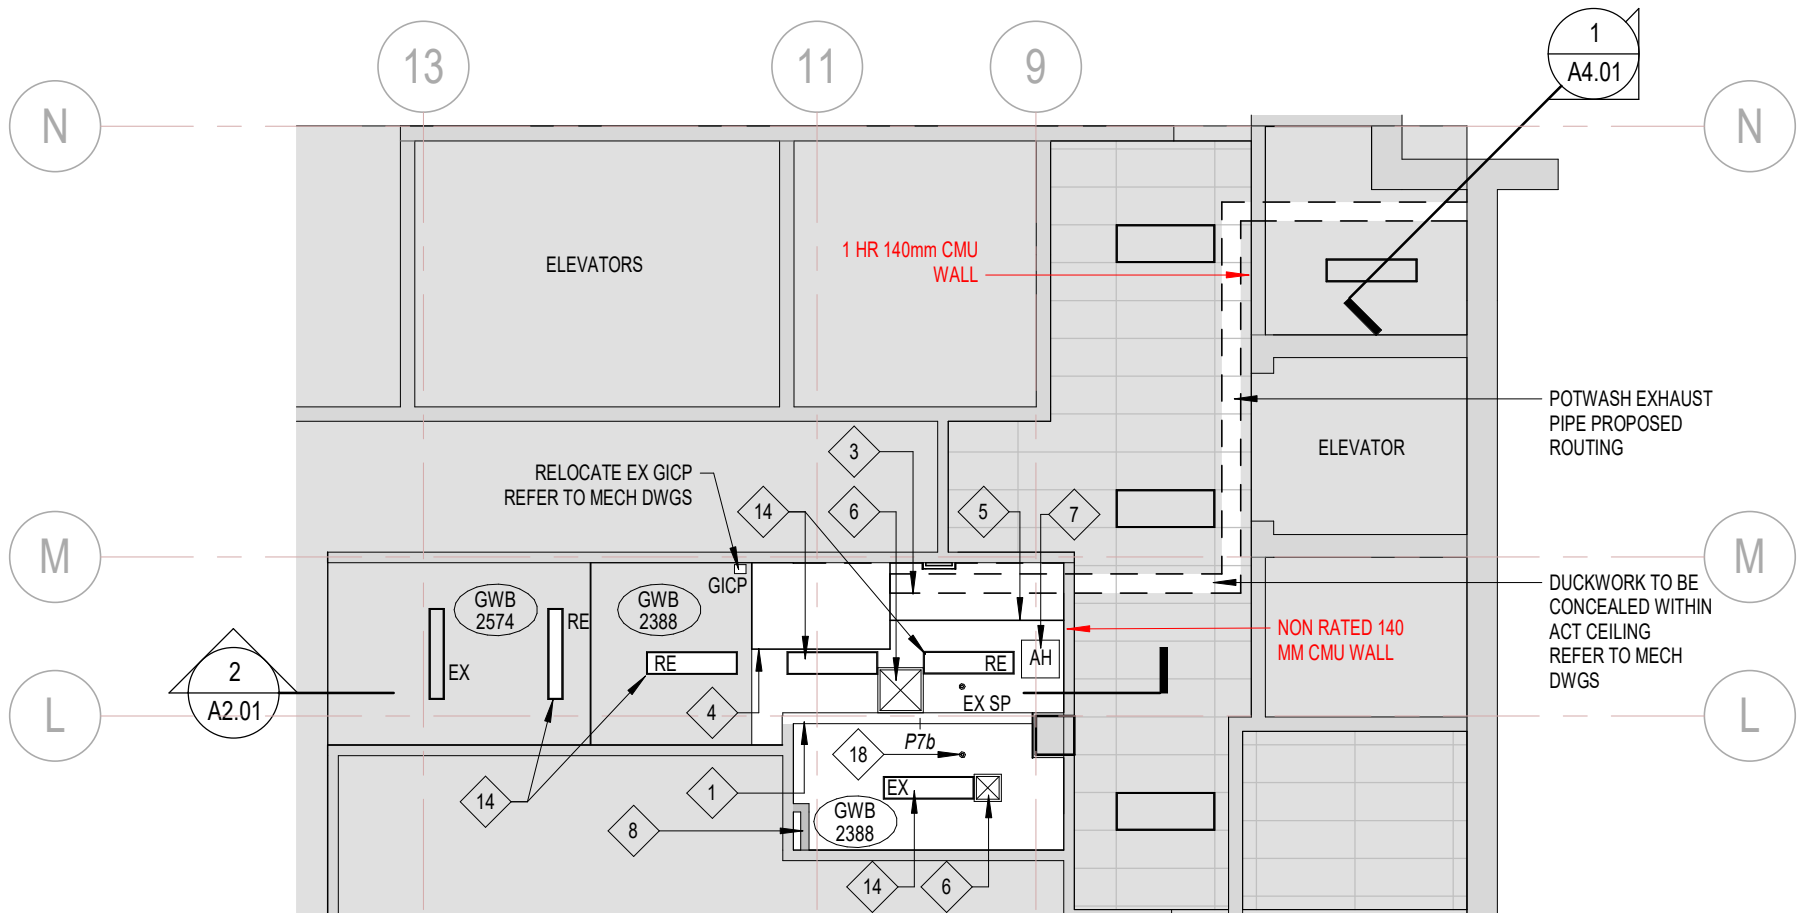 13
11
9
1
A4.01
N
N
ELEVATORS
1 HR 140mm CMU
WALL
POTWASH EXHAUST
PIPE PROPOSED
ROUTING
ELEVATOR
3
RELOCATE EX GICP
REFER TO MECH DWGS
14
6
5
7
M
M
GICP
GWB
2574
RE
GWB
2388
DUCKWORK TO BE
CONCEALED WITHIN
ACT CEILING
REFER TO MECH
DWGS
NON RATED 140
MM CMU WALL
EX
RE
RE
AH
2
A2.01
EX SP
L
L
4
P7b
18
14
1
EX
GWB
2388
8
14
6